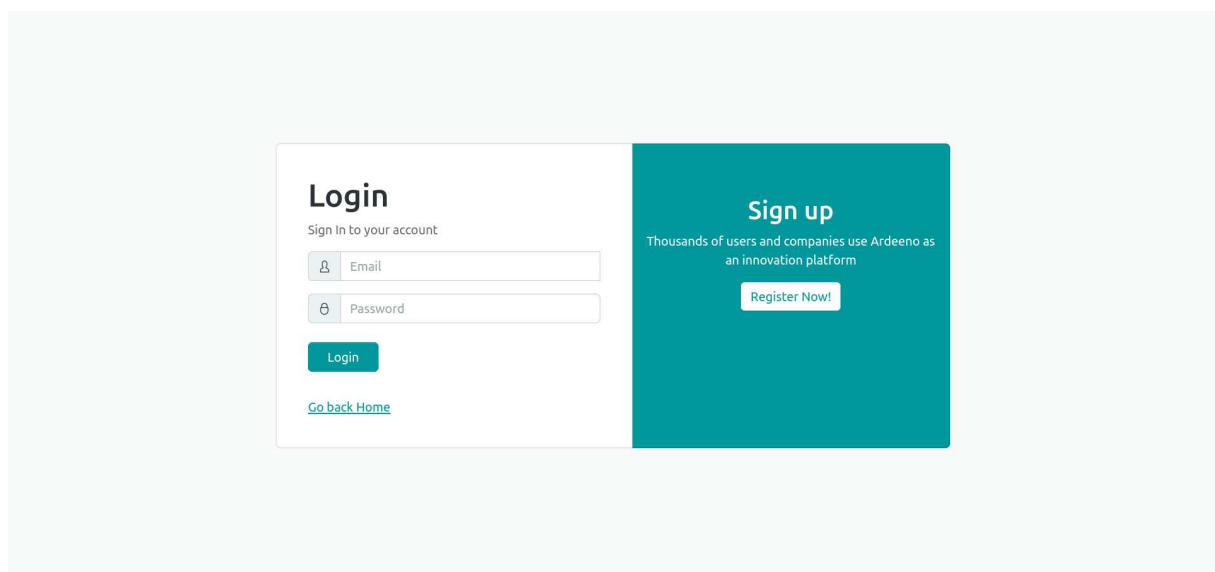 Login
Sign In to your account
Email
Password
Login
Go back Home
Sign up
Thousands of users and companies use Ardeeno as
an innovation platform
Register Now!